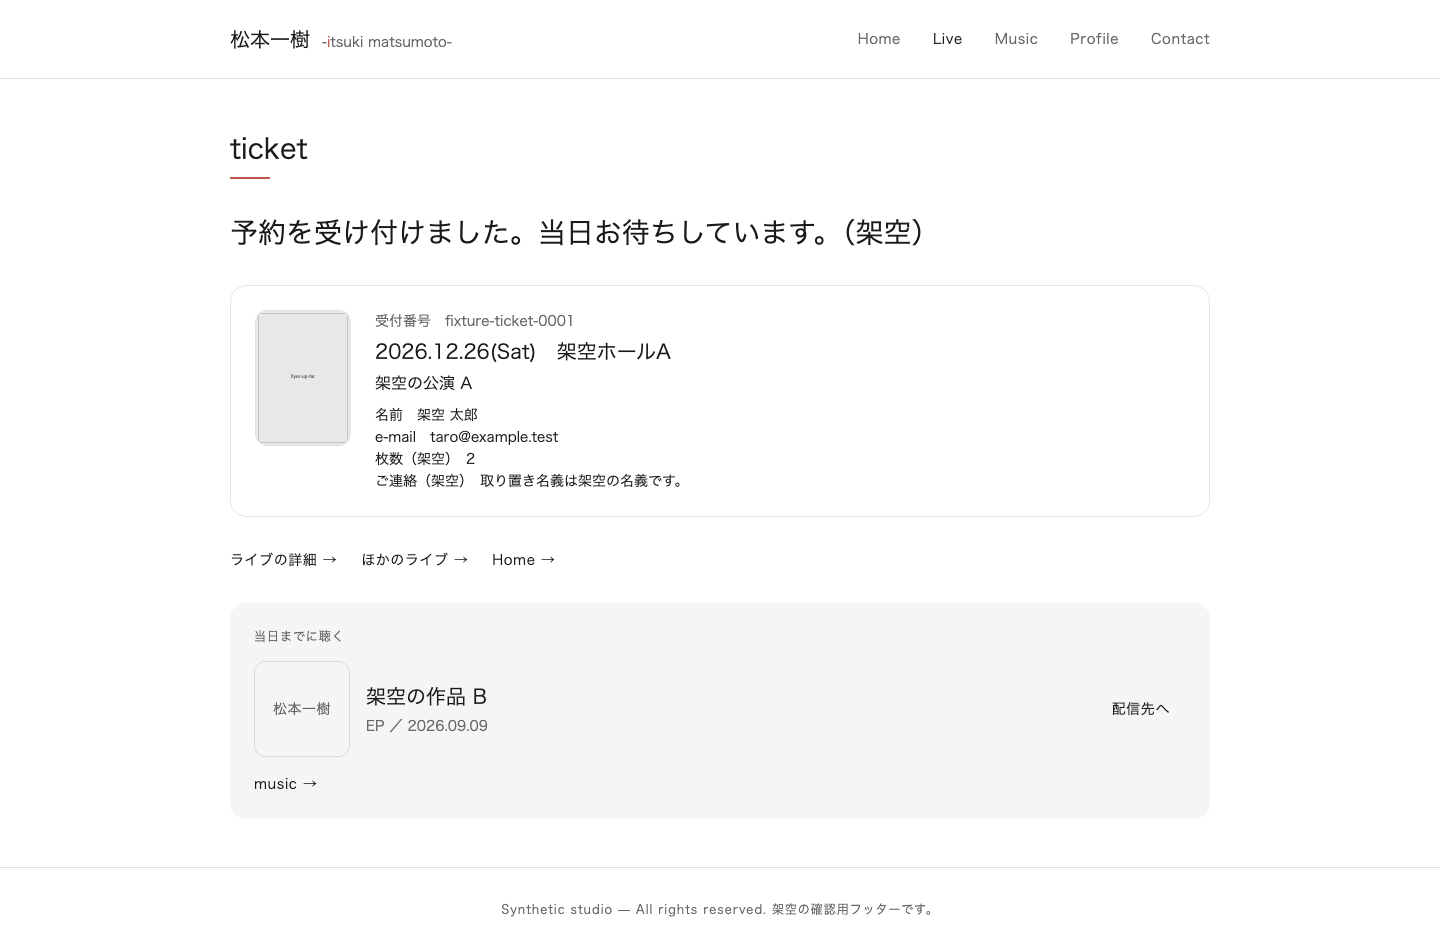 松本一樹 -itsuki matsumoto-
Home Live Music Profile Contact
ticket
予約を受け付けました。当日お待ちしています。（架空）
flyer-up-for
受付番号 fixture-ticket-0001
2026.12.26(Sat) 架空ホールA
架空の公演 A
名前 架空 太郎
e-mail taro@example.test
枚数（架空） 2
ご連絡（架空） 取り置き名義は架空の名義です。
ライブの詳細 → ほかのライブ → Home →
当日までに聴く
松本一樹
架空の作品 B
EP ／ 2026.09.09
配信先へ
music →
Synthetic studio — All rights reserved. 架空の確認用フッターです。